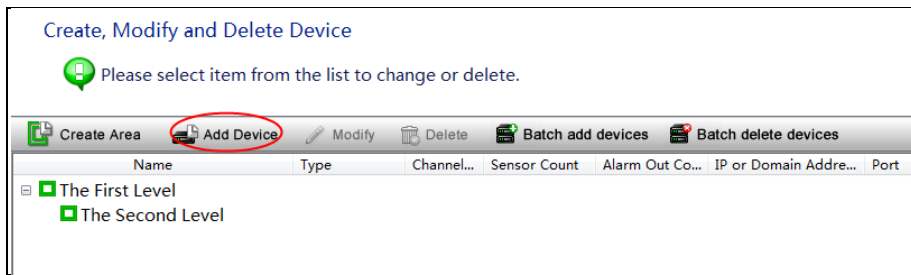 Create, Modify and Delete Device
Please select item from the list to change or delete.
Create Area Add Device Modify Delete Batch add devices Batch delete devices
Name Type Channel... Sensor Count Alarm Out Co... IP or Domain Addre... Port
The First Level
The Second Level